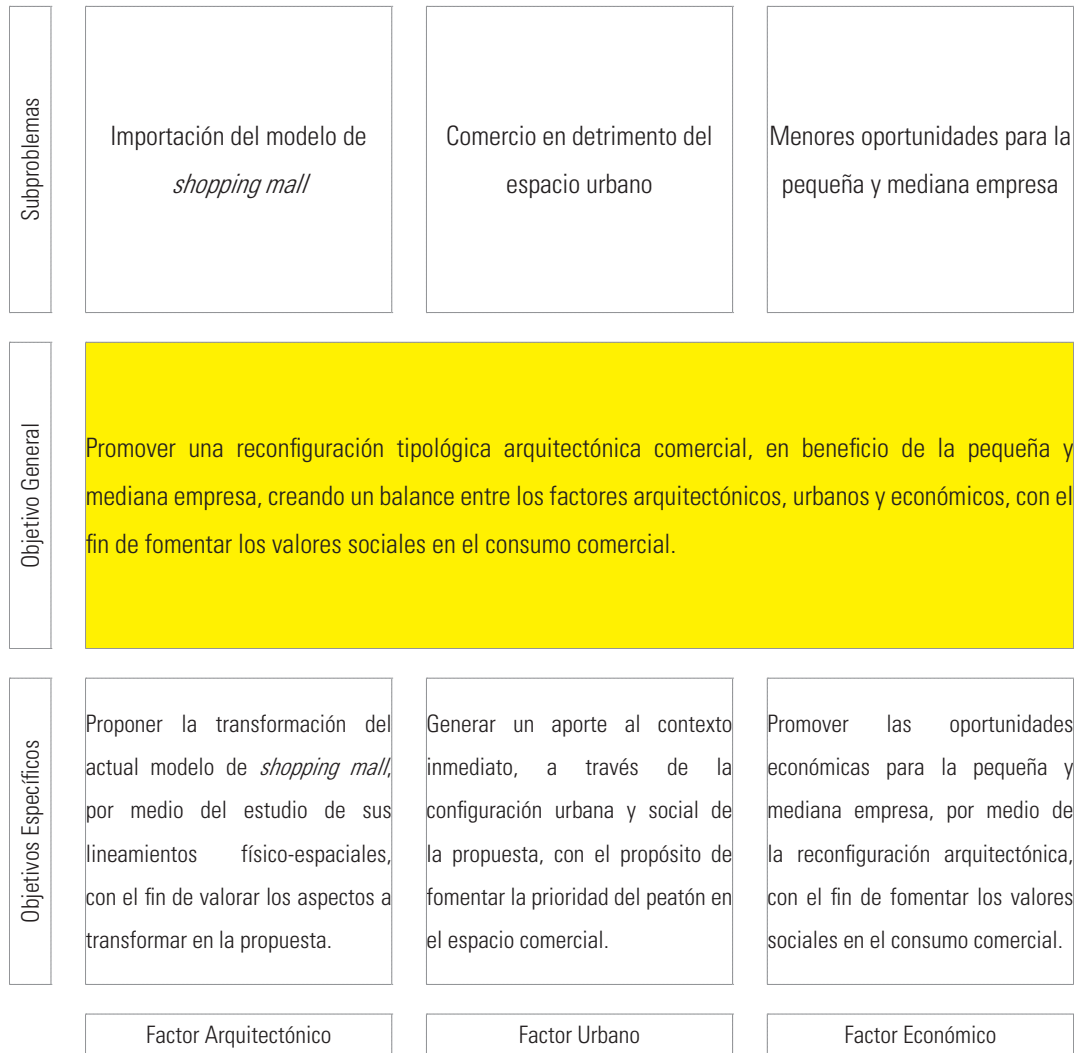 Subproblemas
Importación del modelo de
shopping mall
Comercio en detrimento del
espacio urbano
Menores oportunidades para la
pequeña y mediana empresa
Objetivo General
Promover una reconfiguración tipológica arquitectónica comercial, en beneficio de la pequeña y
mediana empresa, creando un balance entre los factores arquitectónicos, urbanos y económicos, con el
fin de fomentar los valores sociales en el consumo comercial.
Objetivos Específicos
Proponer la transformación del
actual modelo de shopping mall,
por medio del estudio de sus
lineamientos físico-espaciales,
con el fin de valorar los aspectos a
transformar en la propuesta.
Generar un aporte al contexto
inmediato, a través de la
configuración urbana y social de
la propuesta, con el propósito de
fomentar la prioridad del peatón en
el espacio comercial.
Promover las oportunidades
económicas para la pequeña y
mediana empresa, por medio de
la reconfiguración arquitectónica,
con el fin de fomentar los valores
sociales en el consumo comercial.
Factor Arquitectónico
Factor Urbano
Factor Económico